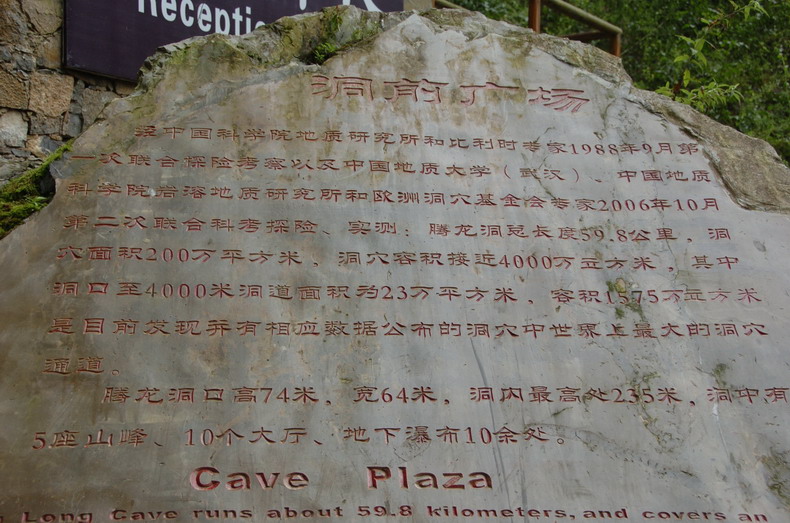 Reception
洞前广场
经中国科学院地质研究所和比利时专家1988年9月第
一次联合探险考察以及中国地质大学（武汉）、中国地质
科学院岩溶地质研究所和欧洲洞穴基金会专家2006年10月
第二次联合科考探险、实测：腾龙洞总长度59.8公里，洞
穴面积200万平方米，洞穴容积接近4000万立方米，其中
洞口至4000米洞道面积为23万平方米，容积1575万立方米
是目前发现并有相应数据公布的洞穴中世界上最大的洞穴
通道。
腾龙洞口高74米，宽64米，洞内最高处235米，洞中有
5座山峰、10个大厅、地下瀑布10余处。
Cave Plaza
Long Cave runs about 59.8 kilometers, and covers an